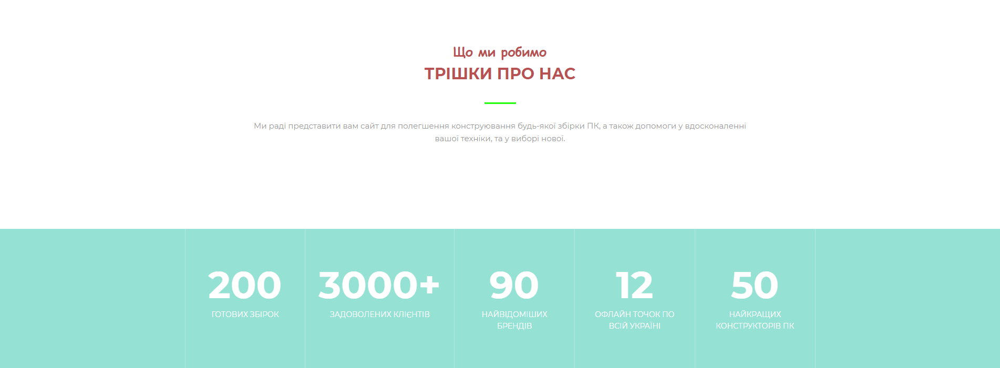 Що ми робимо
ТРІШКИ ПРО НАС
Ми раді представити вам сайт для полегшення конструювання будь-якої збірки ПК, а також допомоги у вдосконаленні
вашої техніки, та у виборі нової.
200
ГОТОВИХ ЗБІРОК
3000+
ЗАДОВОЛЕНИХ КЛІЄНТІВ
90
НАЙВІДОМІШИХ
БРЕНДІВ
12
ОФЛАЙН ТОЧОК ПО
ВСІЙ УКРАЇНІ
50
НАЙКРАЩИХ
КОНСТРУКТОРІВ ПК